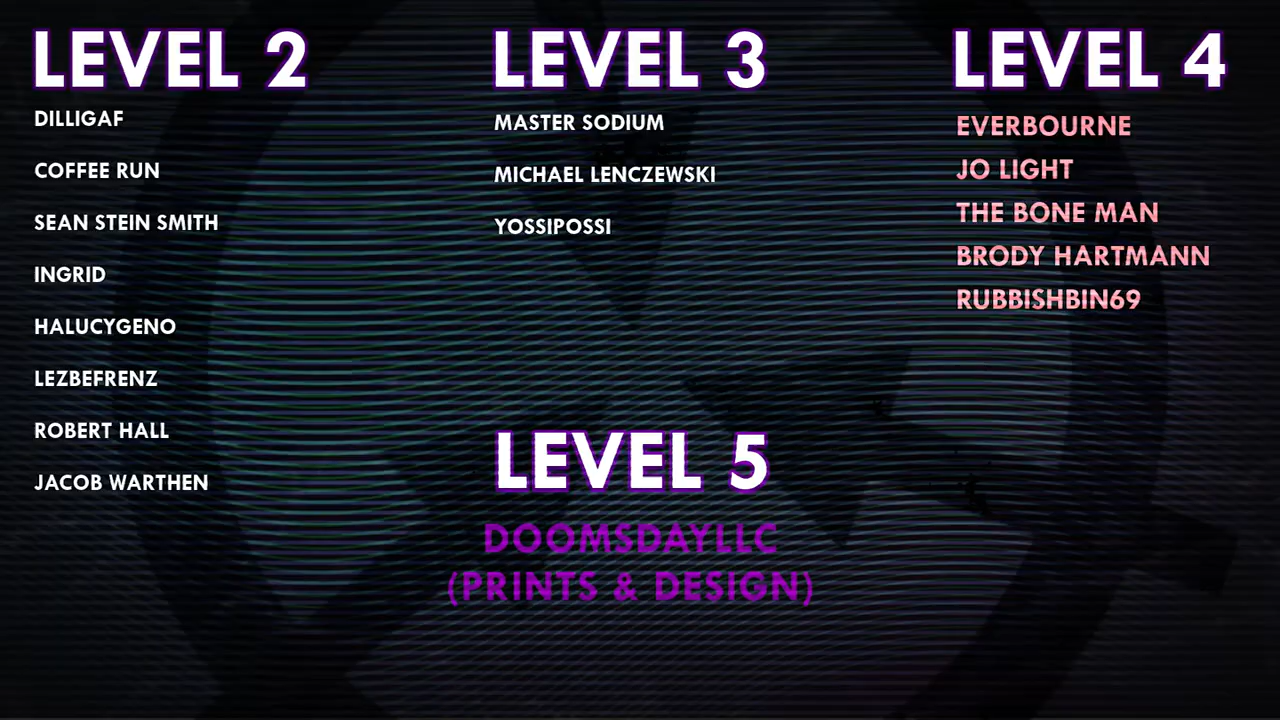 LEVEL 2
DILLIGAF
COFFEE RUN
SEAN STEIN SMITH
INGRID
HALUCYGENO
LEZBEFRENZ
ROBERT HALL
JACOB WARTHEN
LEVEL 3
MASTER SODIUM
MICHAEL LENCZEWSKI
YOSSIPOSSI
LEVEL 4
EVERBOURNE
JO LIGHT
THE BONE MAN
BRODY HARTMANN
RUBBISHBIN69
LEVEL 5
DOOMSDAYLLC
(PRINTS & DESIGN)